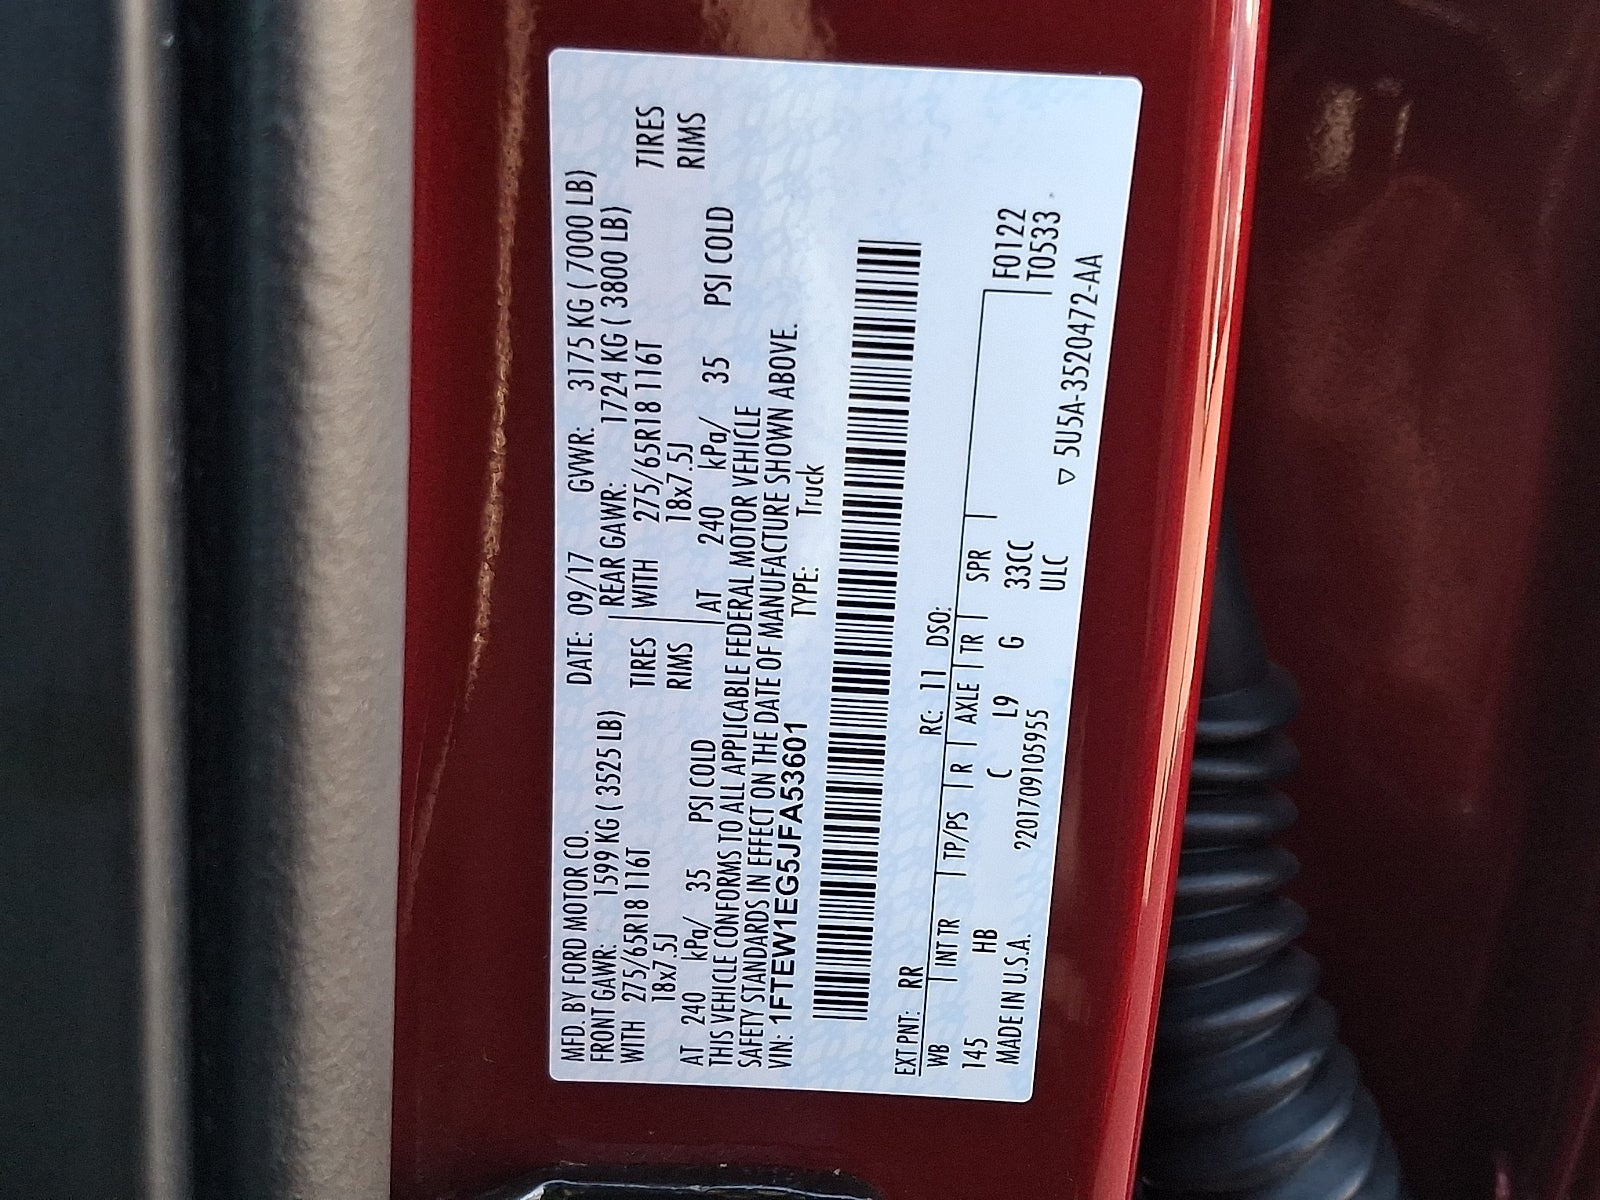 MFD. BY FORD MOTOR CO. DATE: 09/17 GVWR: 3175 KG ( 7000 LB)
FRONT GAWR: 1599 KG ( 3525 LB) REAR GAWR: 1724 KG ( 3800 LB)
WITH 275/65R18 116T TIRES WITH 275/65R18 116T TIRES
18x7.5J RIMS 18x7.5J RIMS
AT 240 kPa/ 35 PSI COLD AT 240 kPa/ 35 PSI COLD
THIS VEHICLE CONFORMS TO ALL APPLICABLE FEDERAL MOTOR VEHICLE
SAFETY STANDARDS IN EFFECT ON THE DATE OF MANUFACTURE SHOWN ABOVE.
VIN: 1FTEW1EG5JFA53601 TYPE: Truck
EXT PNT: RR RC: 11 DSO:
WB INT TR TP/PS R AXLE TR SPR F0122
145 HB C L9 G 33CC T0533
MADE IN U.S.A. ?201709105955 ULC
▽ 5U5A-3520472-AA